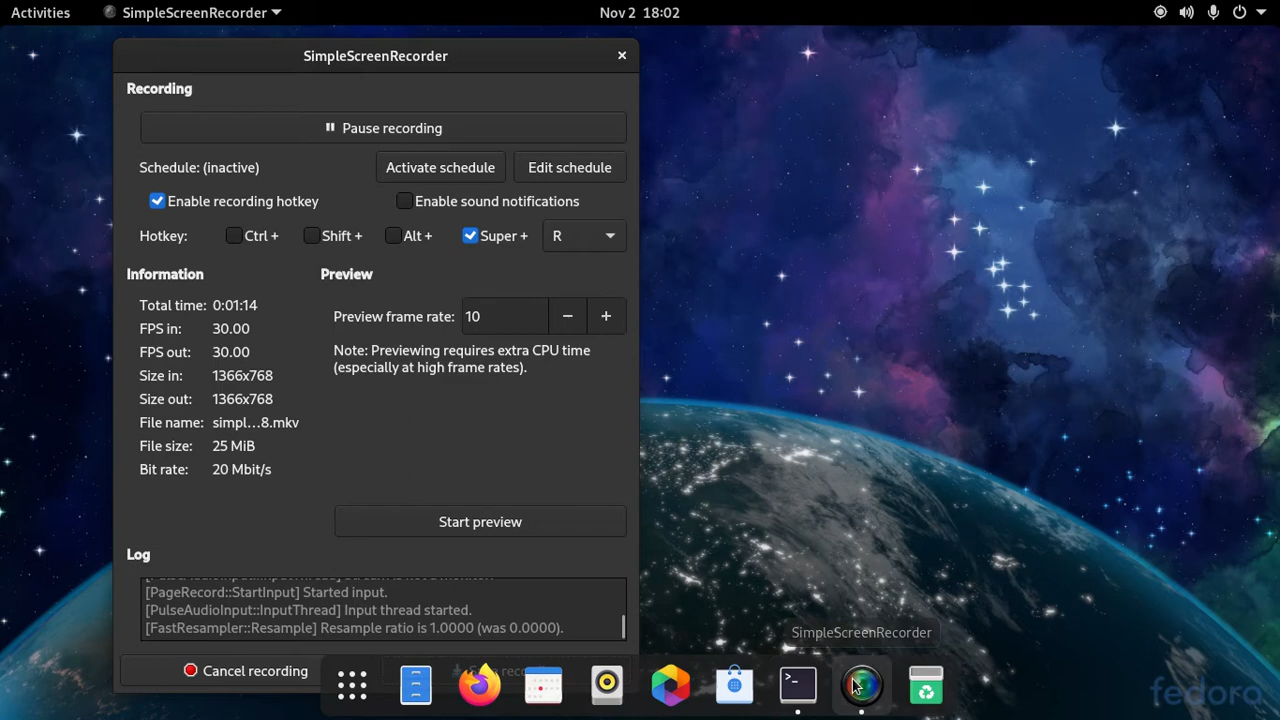 Activities SimpleScreenRecorder Nov 2 18:02
SimpleScreenRecorder ×
Recording
Pause recording
Schedule: (inactive) Activate schedule Edit schedule
Enable recording hotkey Enable sound notifications
Hotkey: Ctrl + Shift + Alt + Super + R
Information Preview
Total time: 0:01:14
FPS in: 30.00
Preview frame rate: 10 − +
FPS out: 30.00
Note: Previewing requires extra CPU time
(especially at high frame rates).
Size in: 1366x768
Size out: 1366x768
File name: simpl...8.mkv
File size: 25 MiB
Bit rate: 20 Mbit/s
Start preview
Log
[PageRecord::StartInput] Started input.
[PulseAudioInput::InputThread] Input thread started.
[FastResampler::Resample] Resample ratio is 1.0000 (was 0.0000).
SimpleScreenRecorder
Cancel recording
fedora